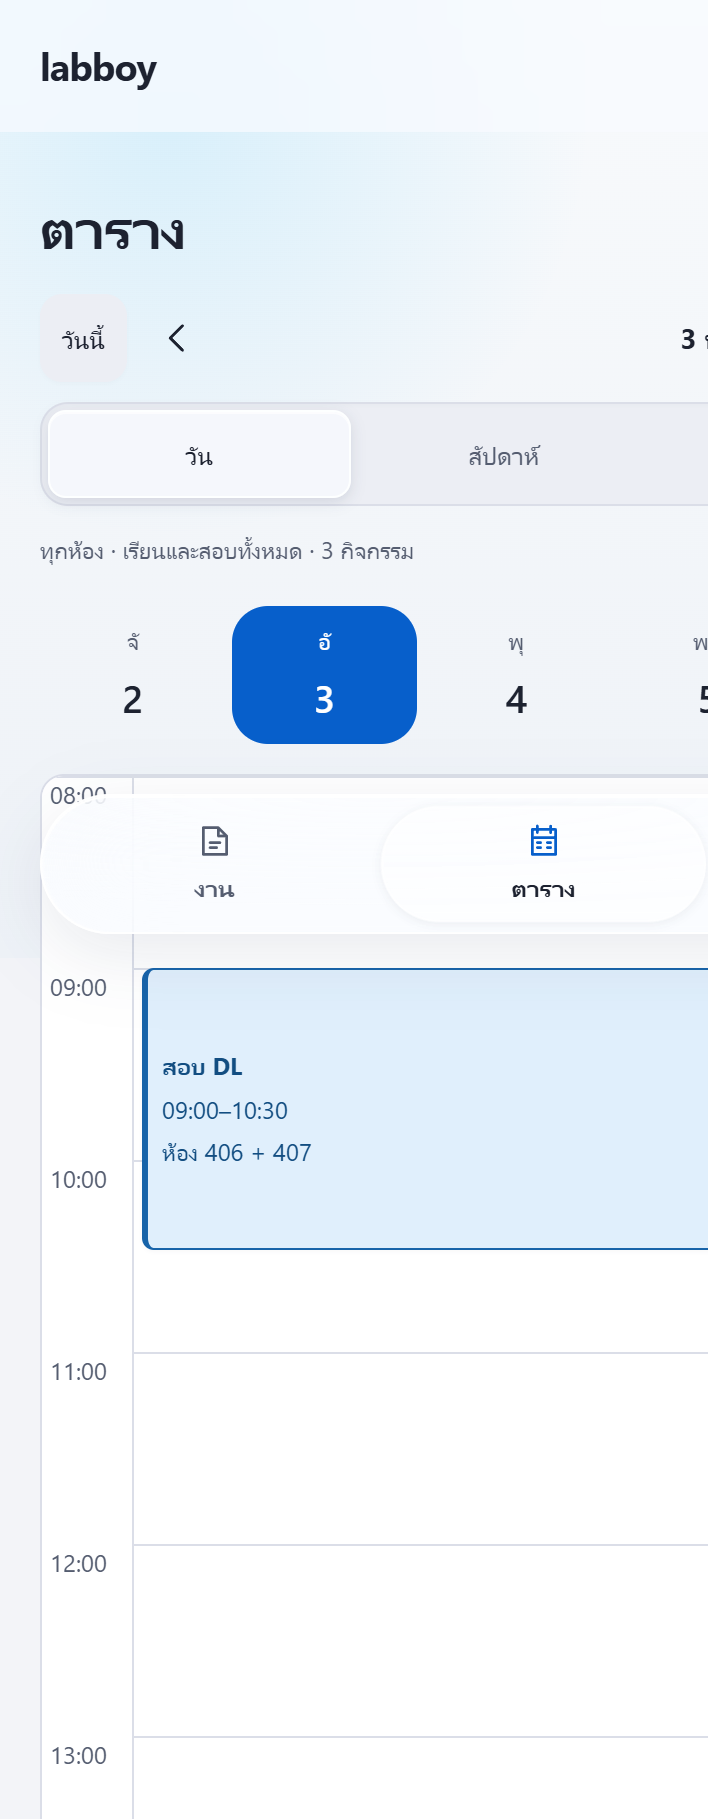 labboy
ตาราง
วันนี้
3
วัน สัปดาห์
ทุกห้อง · เรียนและสอบทั้งหมด · 3 กิจกรรม
จั อั พุ
2 3 4
08:00
งาน ตาราง
09:00
สอบ DL
09:00–10:30
ห้อง 406 + 407
10:00
11:00
12:00
13:00